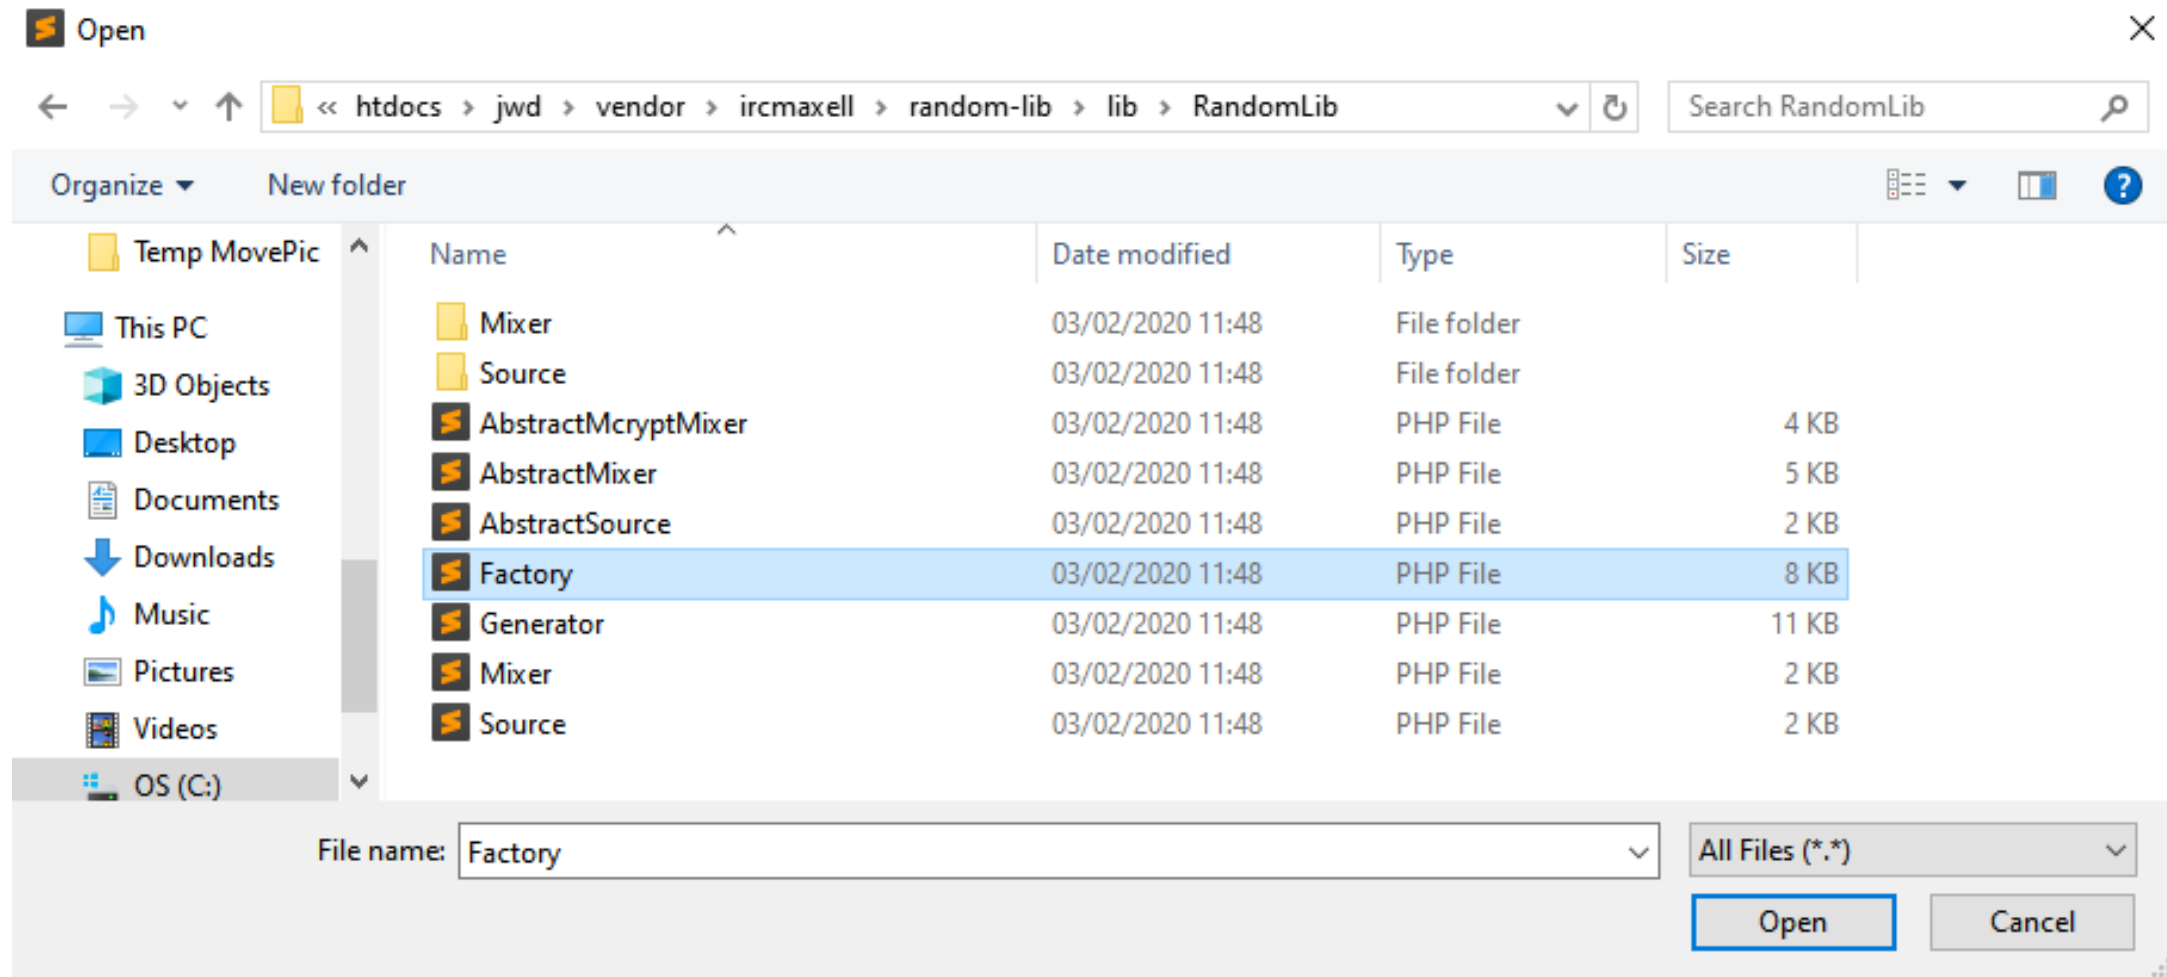 Open
« htdocs > jwd > vendor > ircmaxell > random-lib > lib > RandomLib
Search RandomLib
Organize
New folder
Temp MovePic
This PC
3D Objects
Desktop
Documents
Downloads
Music
Pictures
Videos
OS (C:)
Name Date modified Type Size
Mixer 03/02/2020 11:48 File folder
Source 03/02/2020 11:48 File folder
AbstractMcryptMixer 03/02/2020 11:48 PHP File 4 KB
AbstractMixer 03/02/2020 11:48 PHP File 5 KB
AbstractSource 03/02/2020 11:48 PHP File 2 KB
Factory 03/02/2020 11:48 PHP File 8 KB
Generator 03/02/2020 11:48 PHP File 11 KB
Mixer 03/02/2020 11:48 PHP File 2 KB
Source 03/02/2020 11:48 PHP File 2 KB
File name: Factory
All Files (*.*)
Open
Cancel